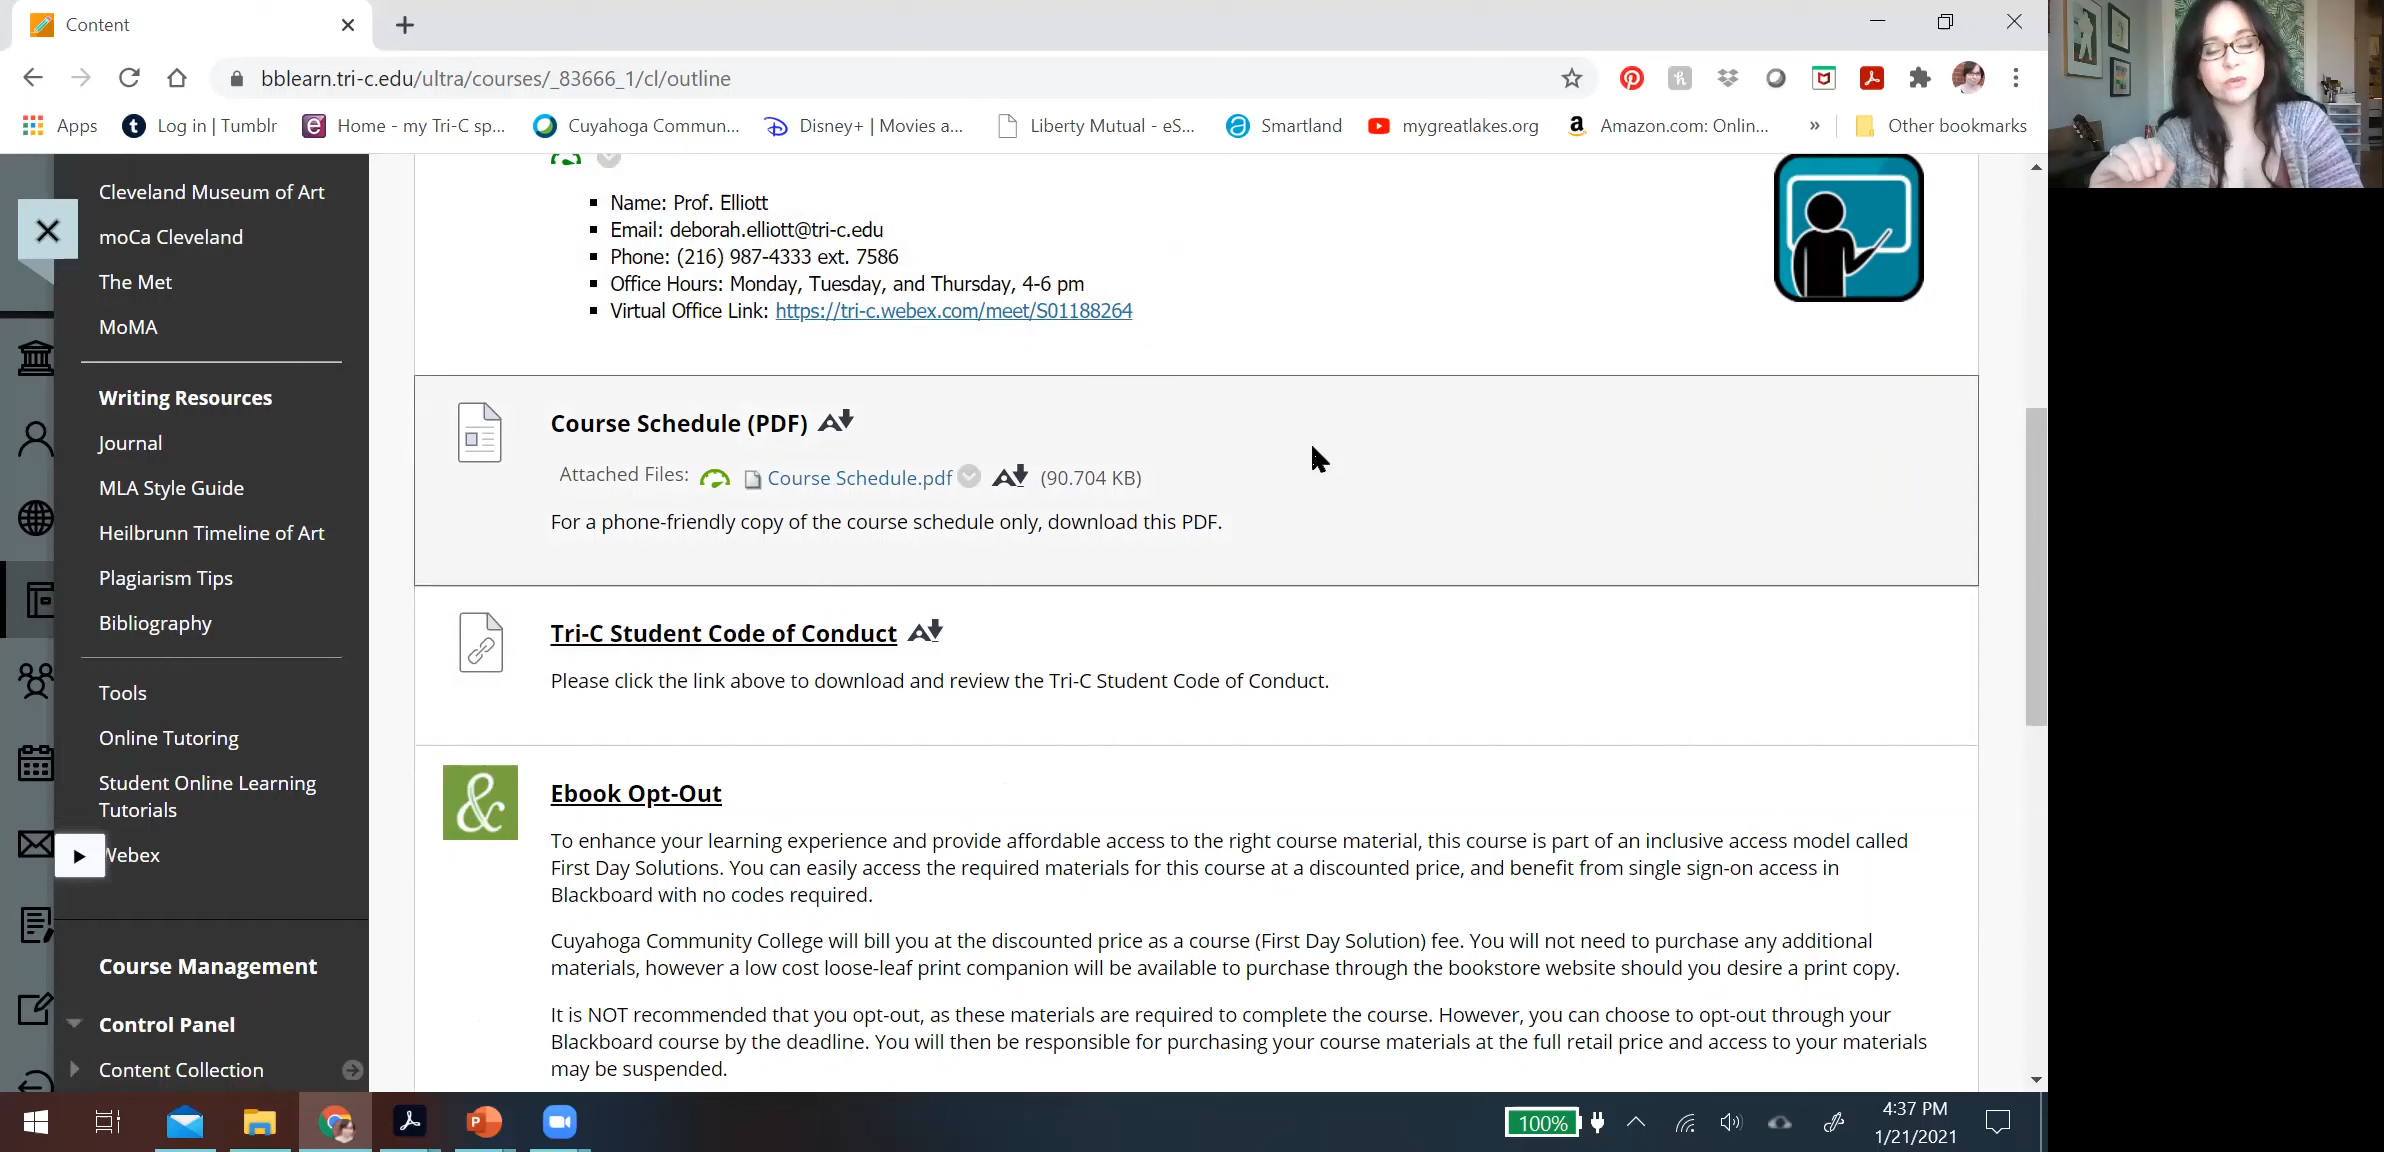 Content
bblearn.tri-c.edu/ultra/courses/_83666_1/cl/outline
Apps
Log in | Tumblr
Home - my Tri-C sp...
Cuyahoga Commun...
Disney+ | Movies a...
Liberty Mutual - eS...
Smartland
mygreatlakes.org
Amazon.com: Onlin...
»
Other bookmarks
Cleveland Museum of Art
moCa Cleveland
The Met
MoMA
Writing Resources
Journal
MLA Style Guide
Heilbrunn Timeline of Art
Plagiarism Tips
Bibliography
Tools
Online Tutoring
Student Online Learning
Tutorials
Webex
Course Management
Control Panel
Content Collection
Name: Prof. Elliott
Email: deborah.elliott@tri-c.edu
Phone: (216) 987-4333 ext. 7586
Office Hours: Monday, Tuesday, and Thursday, 4-6 pm
Virtual Office Link: https://tri-c.webex.com/meet/S01188264
Course Schedule (PDF)
Attached Files: Course Schedule.pdf (90.704 KB)
For a phone-friendly copy of the course schedule only, download this PDF.
Tri-C Student Code of Conduct
Please click the link above to download and review the Tri-C Student Code of Conduct.
&
Ebook Opt-Out
To enhance your learning experience and provide affordable access to the right course material, this course is part of an inclusive access model called
First Day Solutions. You can easily access the required materials for this course at a discounted price, and benefit from single sign-on access in
Blackboard with no codes required.
Cuyahoga Community College will bill you at the discounted price as a course (First Day Solution) fee. You will not need to purchase any additional
materials, however a low cost loose-leaf print companion will be available to purchase through the bookstore website should you desire a print copy.
It is NOT recommended that you opt-out, as these materials are required to complete the course. However, you can choose to opt-out through your
Blackboard course by the deadline. You will then be responsible for purchasing your course materials at the full retail price and access to your materials
may be suspended.
100%
4:37 PM
1/21/2021